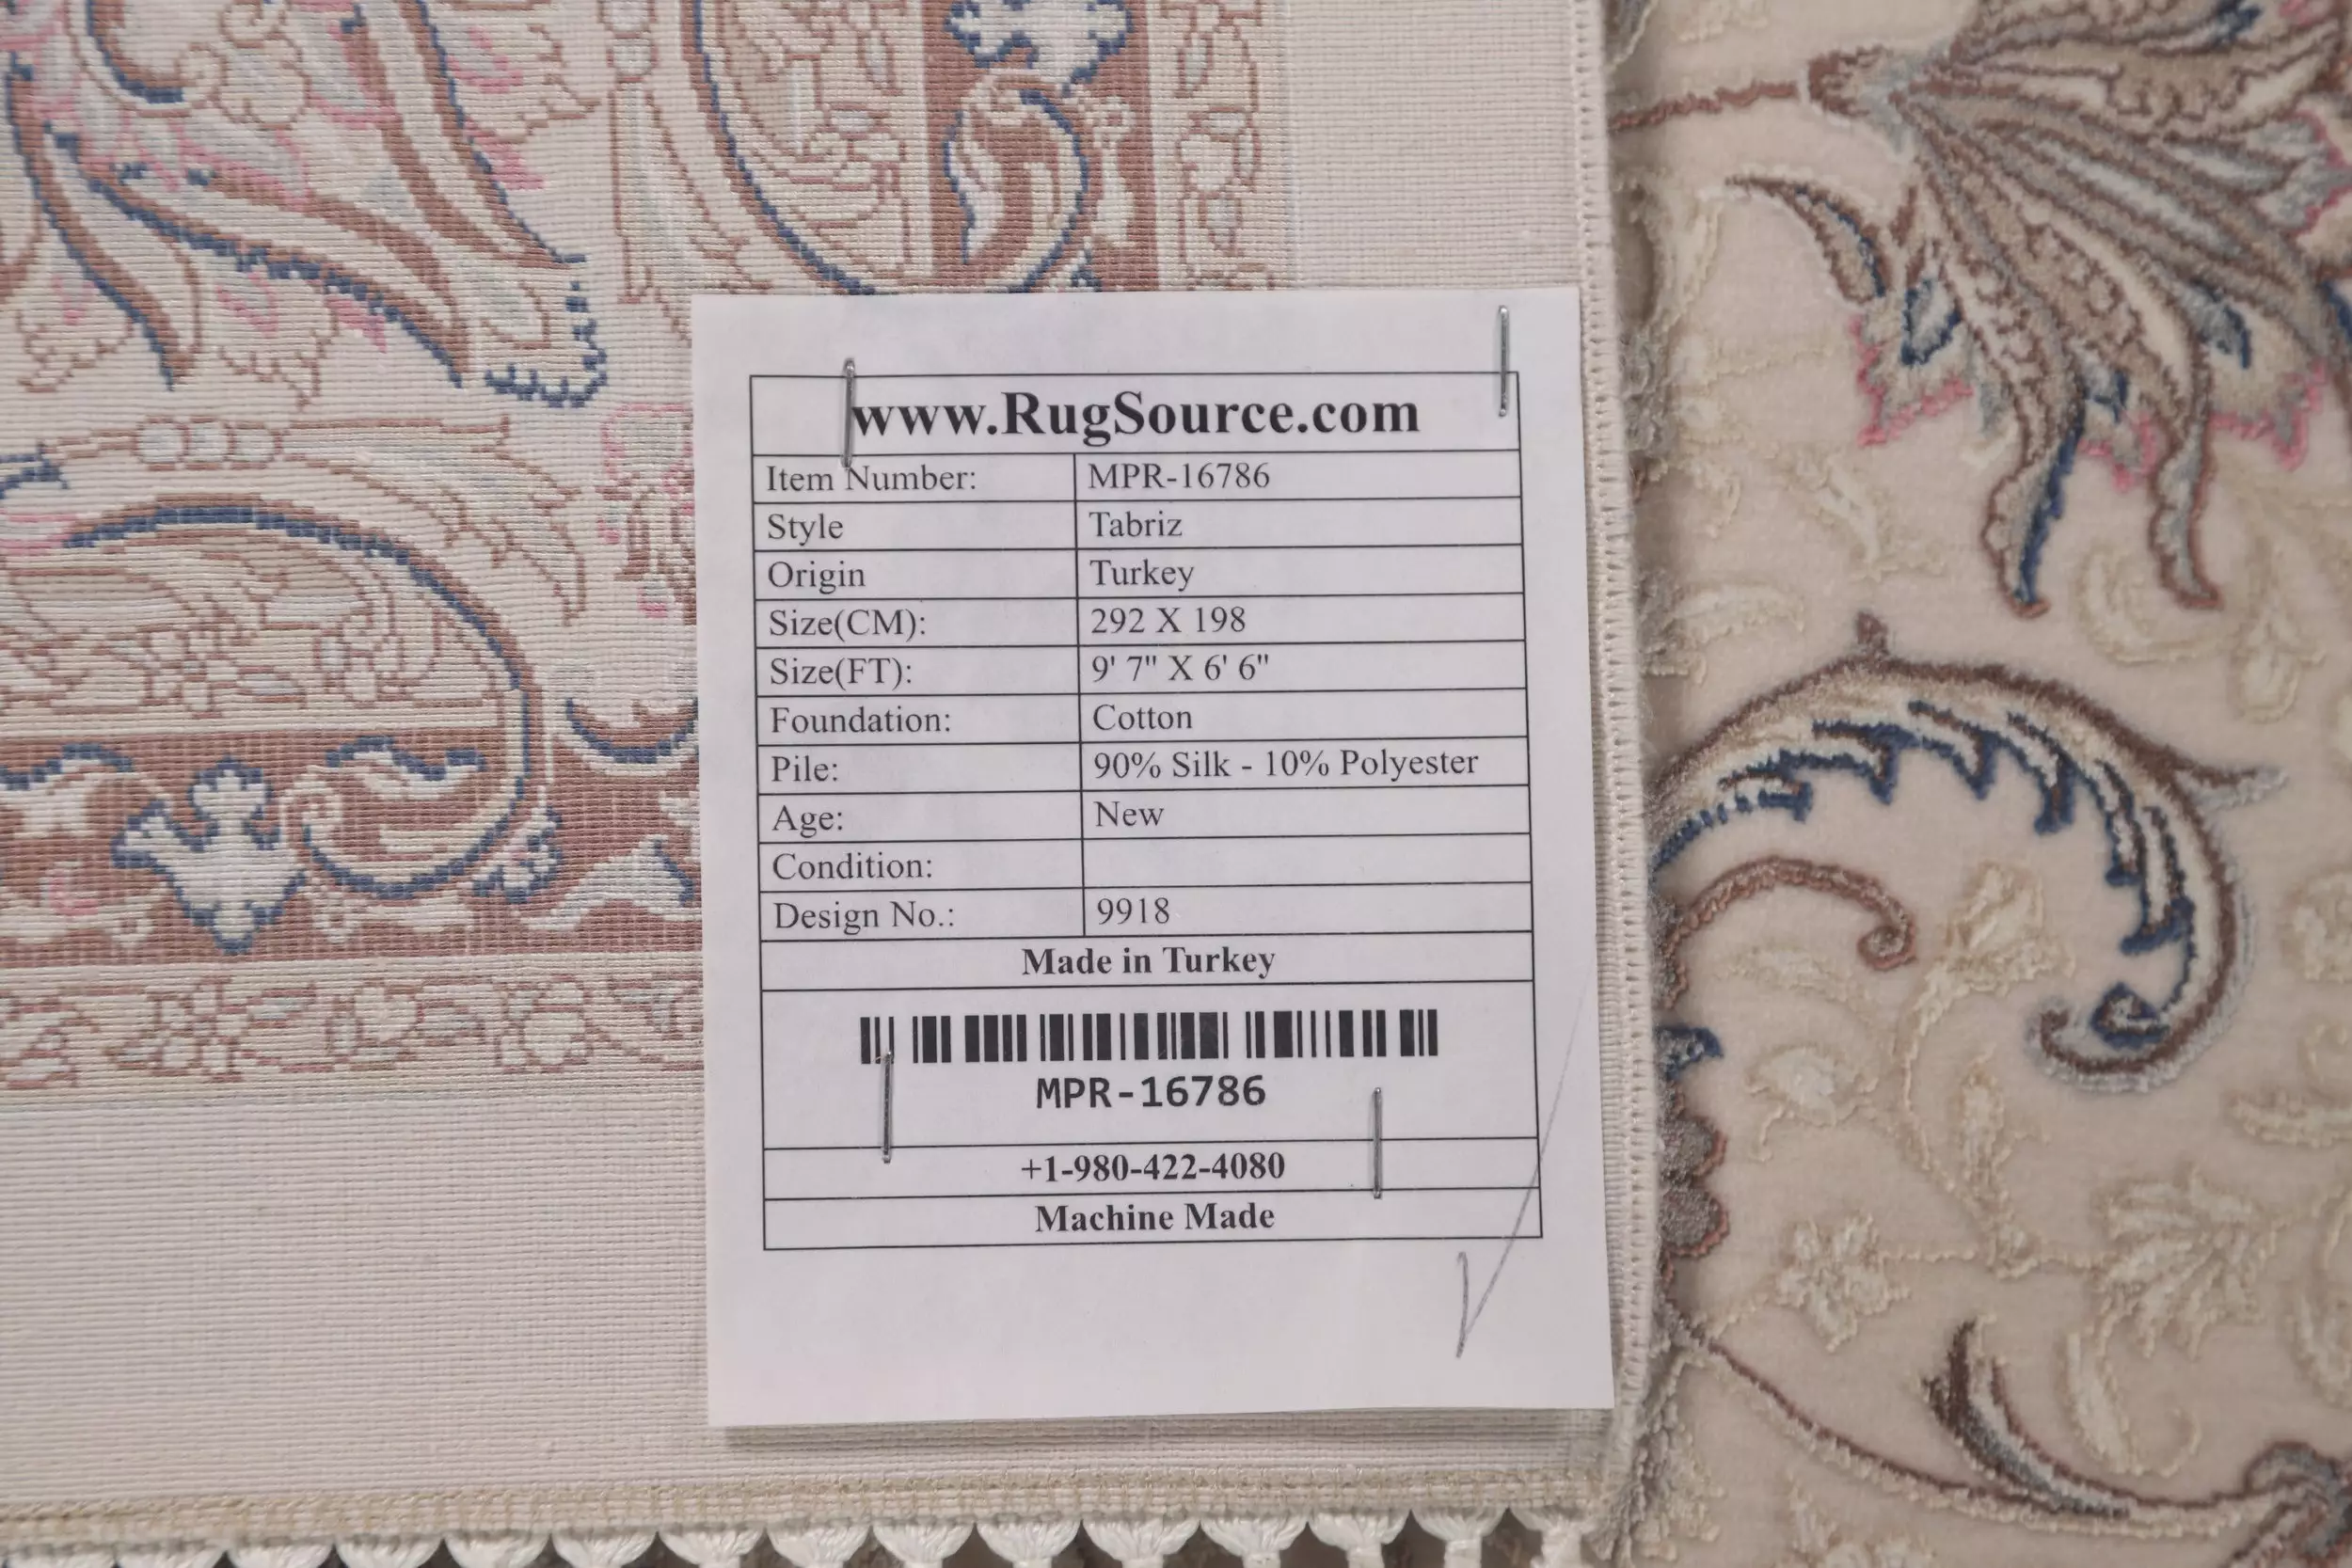 www.RugSource.com
Item Number: MPR-16786
Style Tabriz
Origin Turkey
Size(CM): 292 X 198
Size(FT): 9' 7" X 6' 6"
Foundation: Cotton
Pile: 90% Silk - 10% Polyester
Age: New
Condition:
Design No.: 9918
Made in Turkey
MPR-16786
+1-980-422-4080
Machine Made